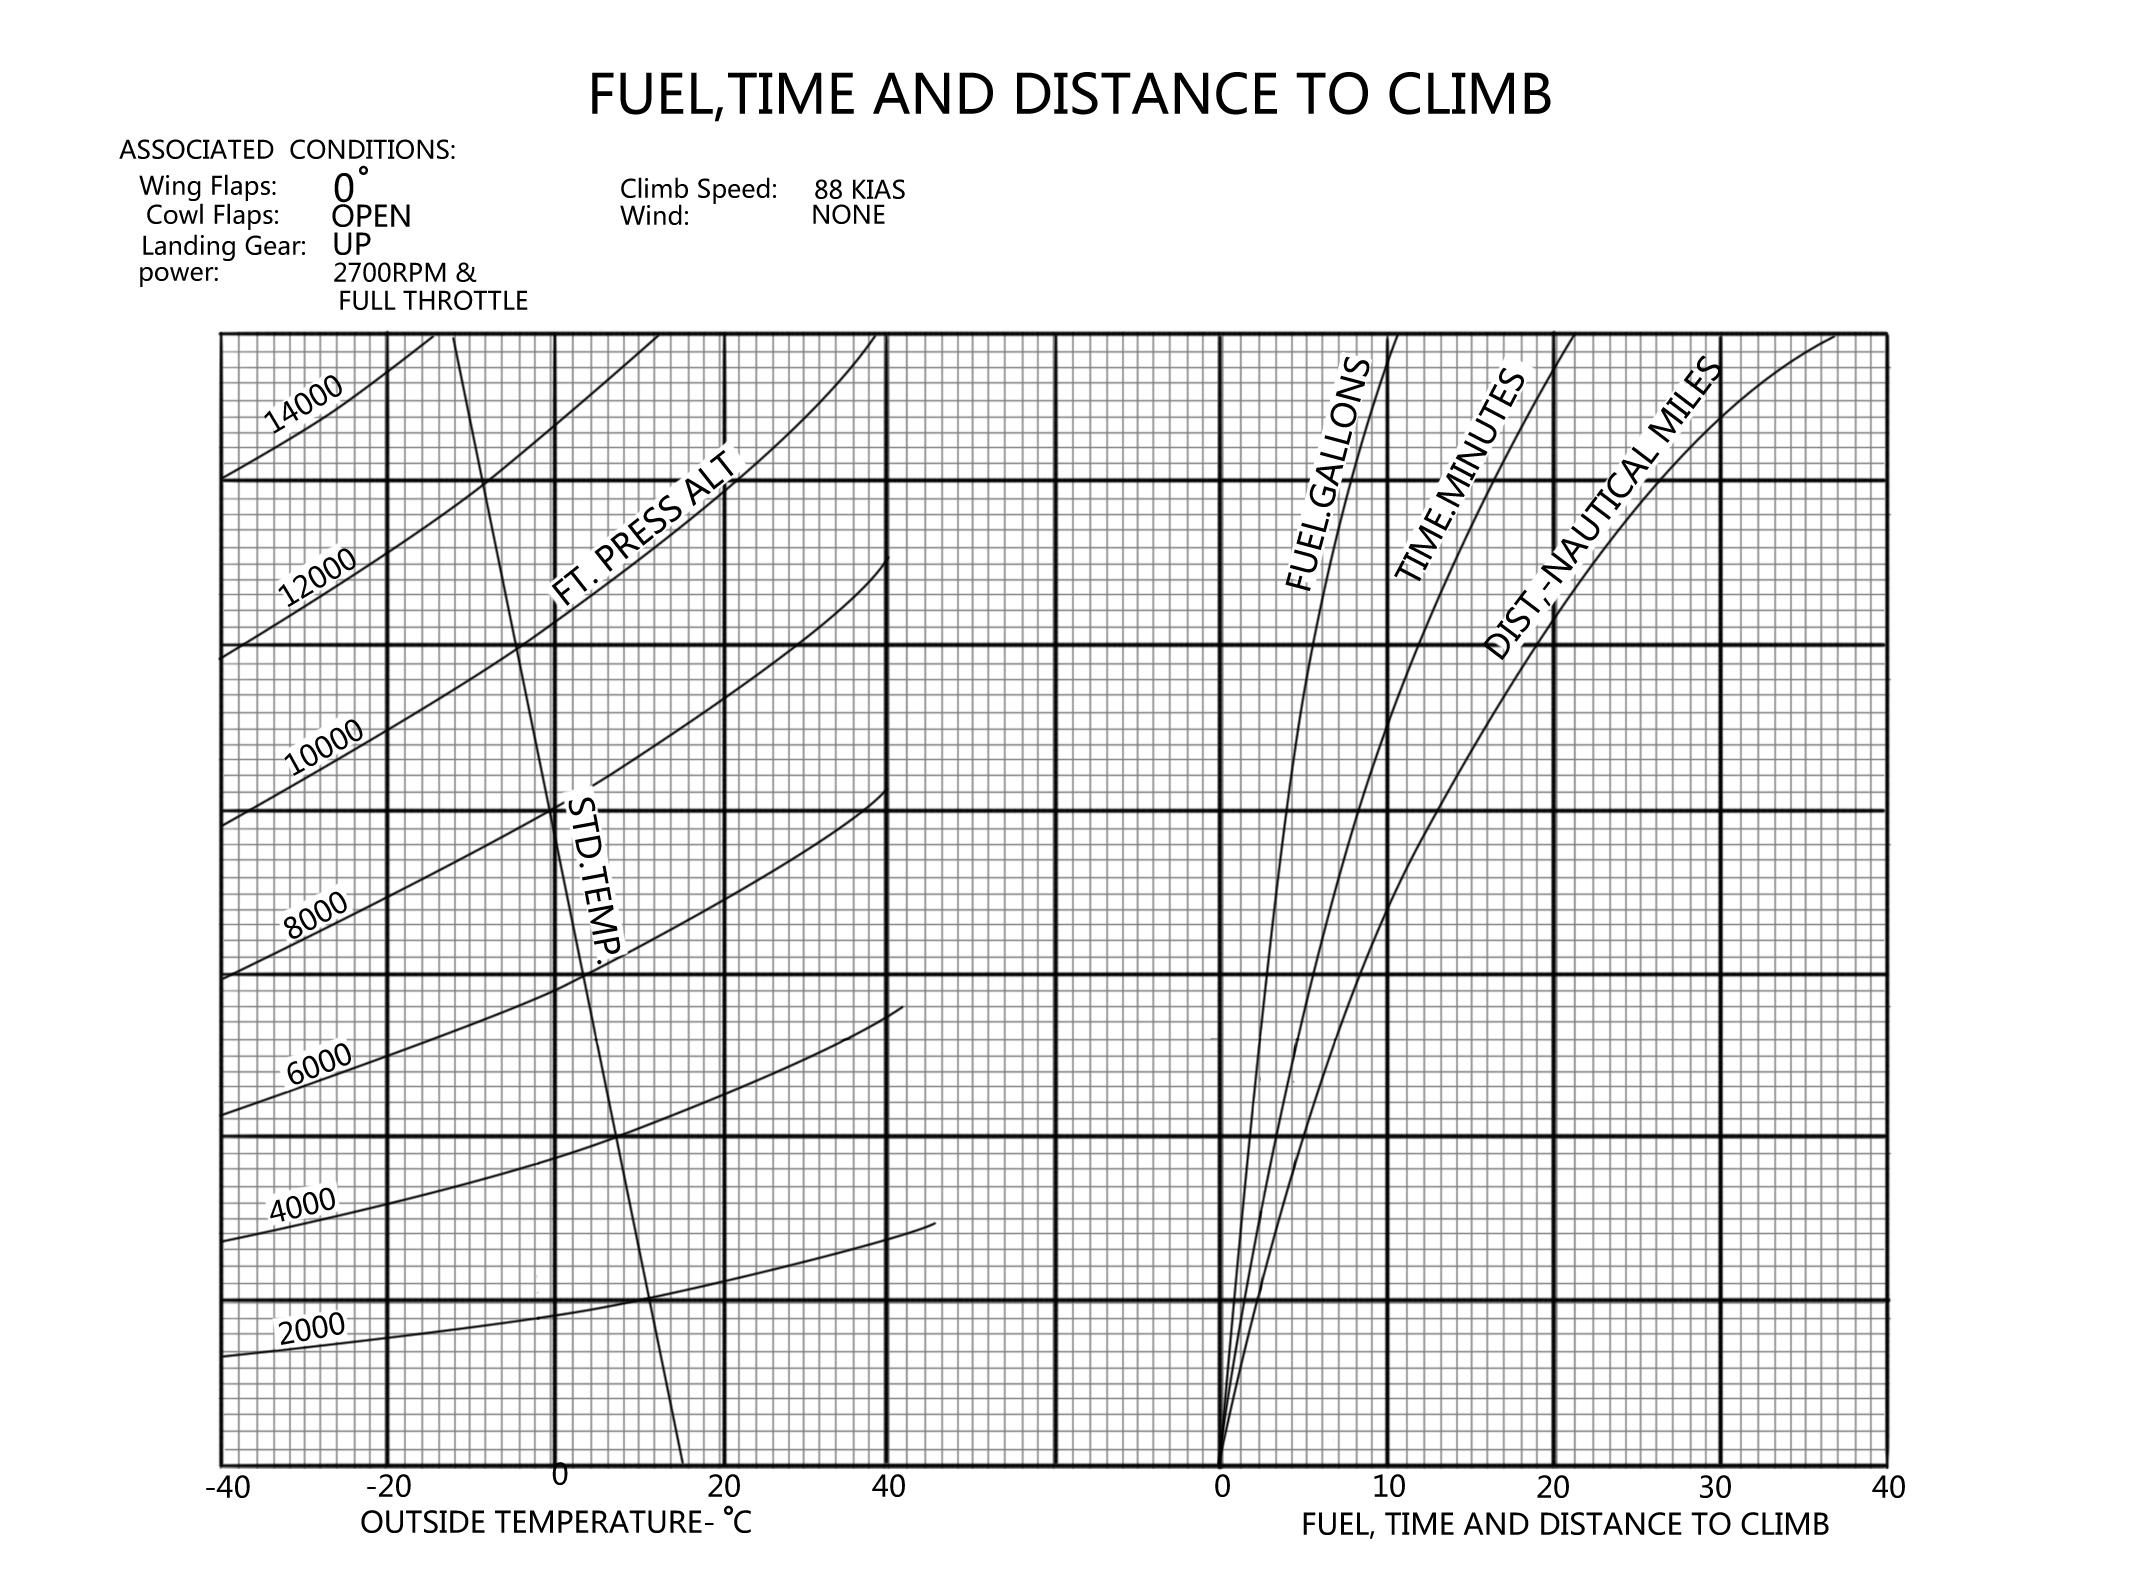 FUEL,TIME AND DISTANCE TO CLIMB
ASSOCIATED CONDITIONS:
Wing Flaps: 0°
Cowl Flaps: OPEN
Landing Gear: UP
power: 2700RPM &
FULL THROTTLE
Climb Speed: 88 KIAS
Wind: NONE
14000
12000
10000
8000
6000
4000
2000
FT. PRESS ALT
STD.TEMP.
FUEL.GALLONS
TIME.MINUTES
DIST,-NAUTICAL MILES
-40 -20 0 20 40
OUTSIDE TEMPERATURE- °C
0 10 20 30 40
FUEL, TIME AND DISTANCE TO CLIMB